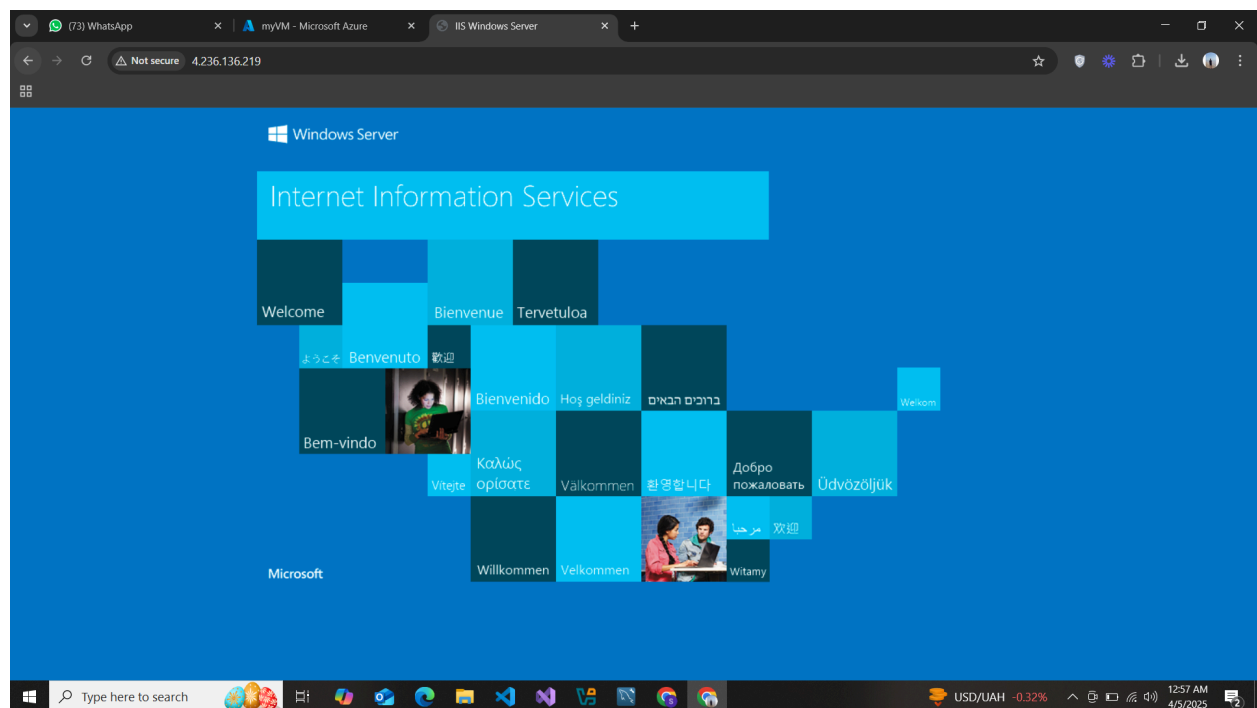 (73) WhatsApp
myVM - Microsoft Azure
IIS Windows Server
Not secure
4.236.136.219
Windows Server
Internet Information Services
Welcome
Bienvenue
Tervetuloa
ようこそ
Benvenuto
歡迎
Bienvenido
Hoş geldiniz
ברוכים הבאים
Welkom
Bem-vindo
Vítejte
Καλώς
ορίσατε
Välkommen
환영합니다
Добро
пожаловать
Üdvözöljük
مرحبا
欢迎
Microsoft
Willkommen
Velkommen
Witamy
Type here to search
USD/UAH -0.32%
12:57 AM
4/5/2025
2